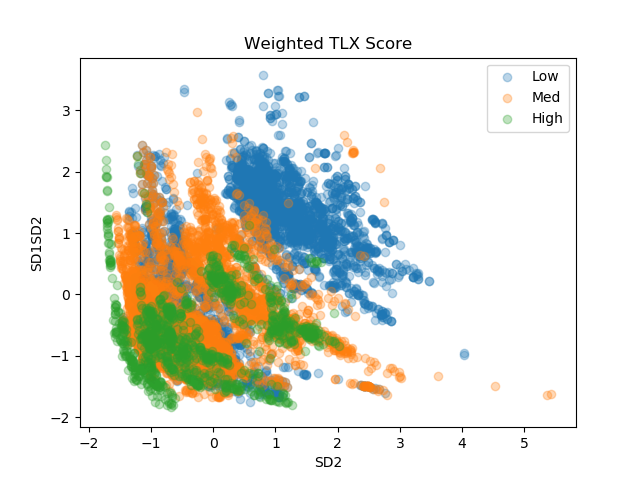 Weighted TLX Score
Low
Med
High
3
2
1
0
−1
−2
SD1SD2
−2 −1 0 1 2 3 4 5
SD2